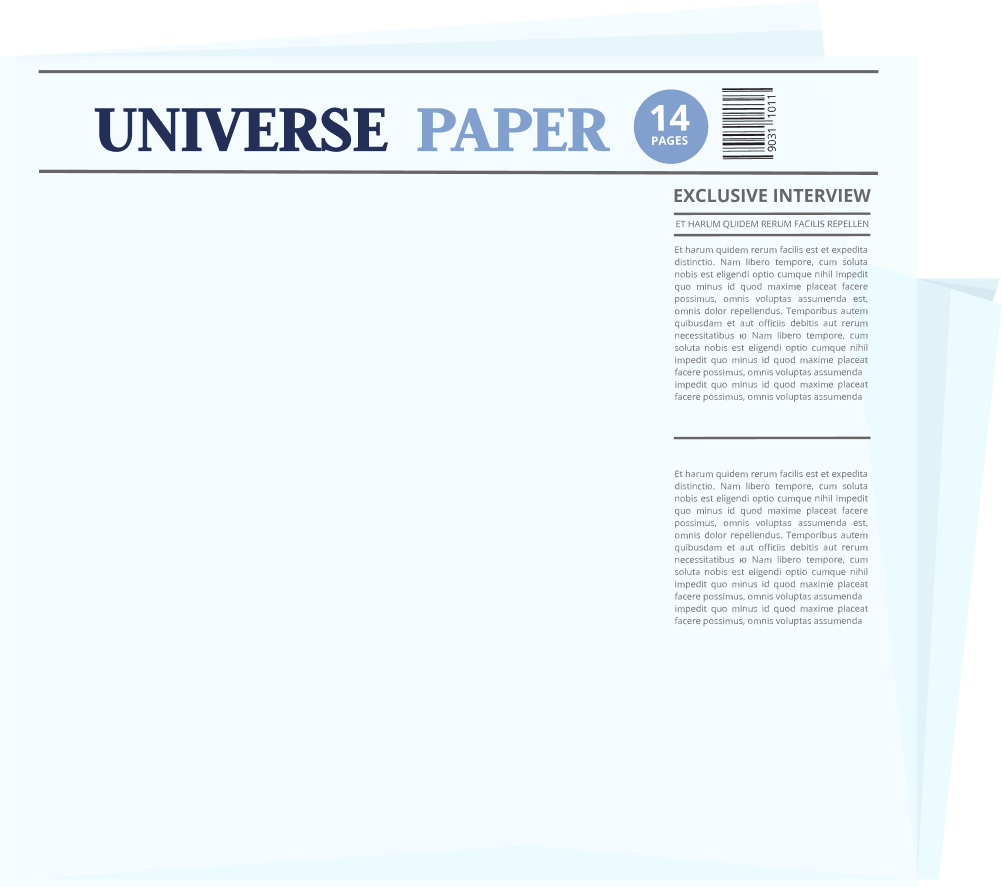 UNIVERSE PAPER
14
PAGES
9031 1011
EXCLUSIVE INTERVIEW
ET HARUM QUIDEM RERUM FACILIS REPELLEN
Et harum quidem rerum facilis est et expedita
distinctio. Nam libero tempore, cum soluta
nobis est eligendi optio cumque nihil impedit
quo minus id quod maxime placeat facere
possimus, omnis voluptas assumenda est,
omnis dolor repellendus. Temporibus autem
quibusdam et aut officiis debitis aut rerum
necessitatibus ю Nam libero tempore, cum
soluta nobis est eligendi optio cumque nihil
impedit quo minus id quod maxime placeat
facere possimus, omnis voluptas assumenda
impedit quo minus id quod maxime placeat
facere possimus, omnis voluptas assumenda
Et harum quidem rerum facilis est et expedita
distinctio. Nam libero tempore, cum soluta
nobis est eligendi optio cumque nihil impedit
quo minus id quod maxime placeat facere
possimus, omnis voluptas assumenda est,
omnis dolor repellendus. Temporibus autem
quibusdam et aut officiis debitis aut rerum
necessitatibus ю Nam libero tempore, cum
soluta nobis est eligendi optio cumque nihil
impedit quo minus id quod maxime placeat
facere possimus, omnis voluptas assumenda
impedit quo minus id quod maxime placeat
facere possimus, omnis voluptas assumenda